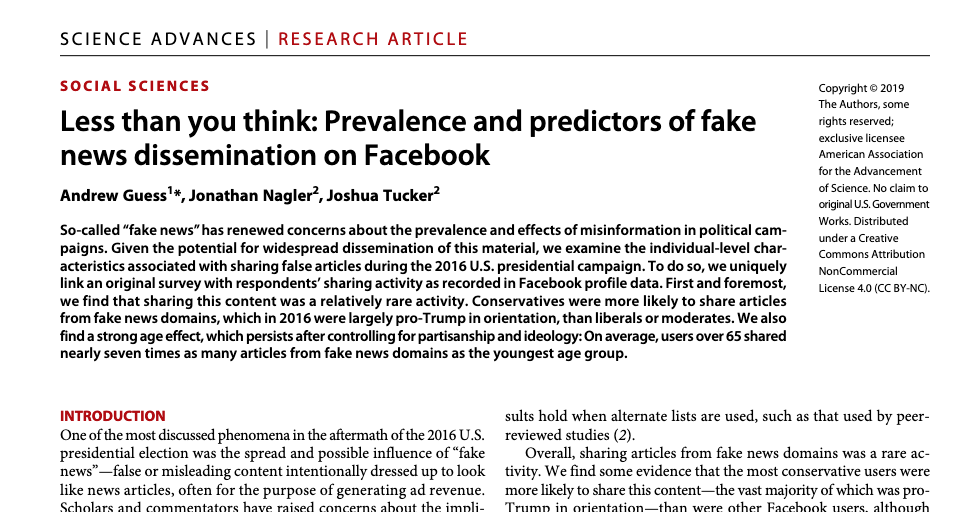 SCIENCE ADVANCES | RESEARCH ARTICLE
SOCIAL SCIENCES
Less than you think: Prevalence and predictors of fake
news dissemination on Facebook
Andrew Guess1*, Jonathan Nagler2, Joshua Tucker2
So-called “fake news” has renewed concerns about the prevalence and effects of misinformation in political cam-
paigns. Given the potential for widespread dissemination of this material, we examine the individual-level char-
acteristics associated with sharing false articles during the 2016 U.S. presidential campaign. To do so, we uniquely
link an original survey with respondents’ sharing activity as recorded in Facebook profile data. First and foremost,
we find that sharing this content was a relatively rare activity. Conservatives were more likely to share articles
from fake news domains, which in 2016 were largely pro-Trump in orientation, than liberals or moderates. We also
find a strong age effect, which persists after controlling for partisanship and ideology: On average, users over 65 shared
nearly seven times as many articles from fake news domains as the youngest age group.
Copyright © 2019
The Authors, some
rights reserved;
exclusive licensee
American Association
for the Advancement
of Science. No claim to
original U.S. Government
Works. Distributed
under a Creative
Commons Attribution
NonCommercial
License 4.0 (CC BY-NC).
INTRODUCTION
One of the most discussed phenomena in the aftermath of the 2016 U.S.
presidential election was the spread and possible influence of “fake
news”—false or misleading content intentionally dressed up to look
like news articles, often for the purpose of generating ad revenue.
Scholars and commentators have raised concerns about the impli-
sults hold when alternate lists are used, such as that used by peer-
reviewed studies (2).
Overall, sharing articles from fake news domains was a rare ac-
tivity. We find some evidence that the most conservative users were
more likely to share this content—the vast majority of which was pro-
Trump in orientation—than were other Facebook users, although